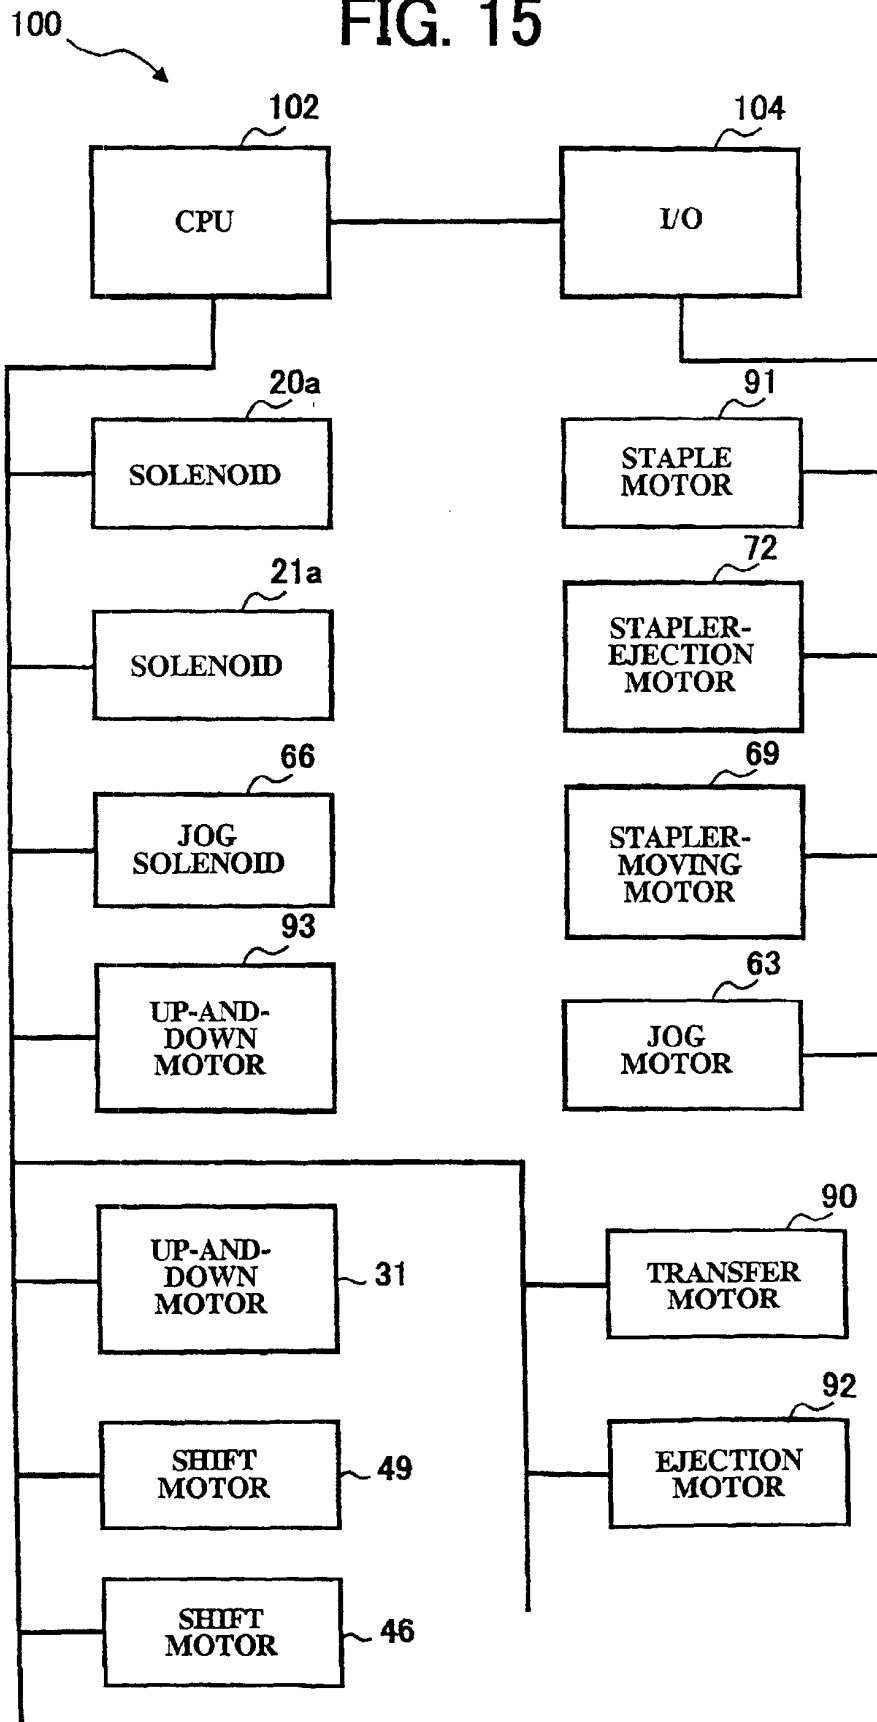 FIG. 15
100
102
104
CPU
I/O
20a
91
SOLENOID
STAPLE
MOTOR
21a
72
SOLENOID
STAPLER-
EJECTION
MOTOR
66
69
JOG
SOLENOID
STAPLER-
MOVING
MOTOR
93
63
UP-AND-
DOWN
MOTOR
JOG
MOTOR
90
UP-AND-
DOWN
MOTOR
31
TRANSFER
MOTOR
92
SHIFT
MOTOR
49
EJECTION
MOTOR
SHIFT
MOTOR
46